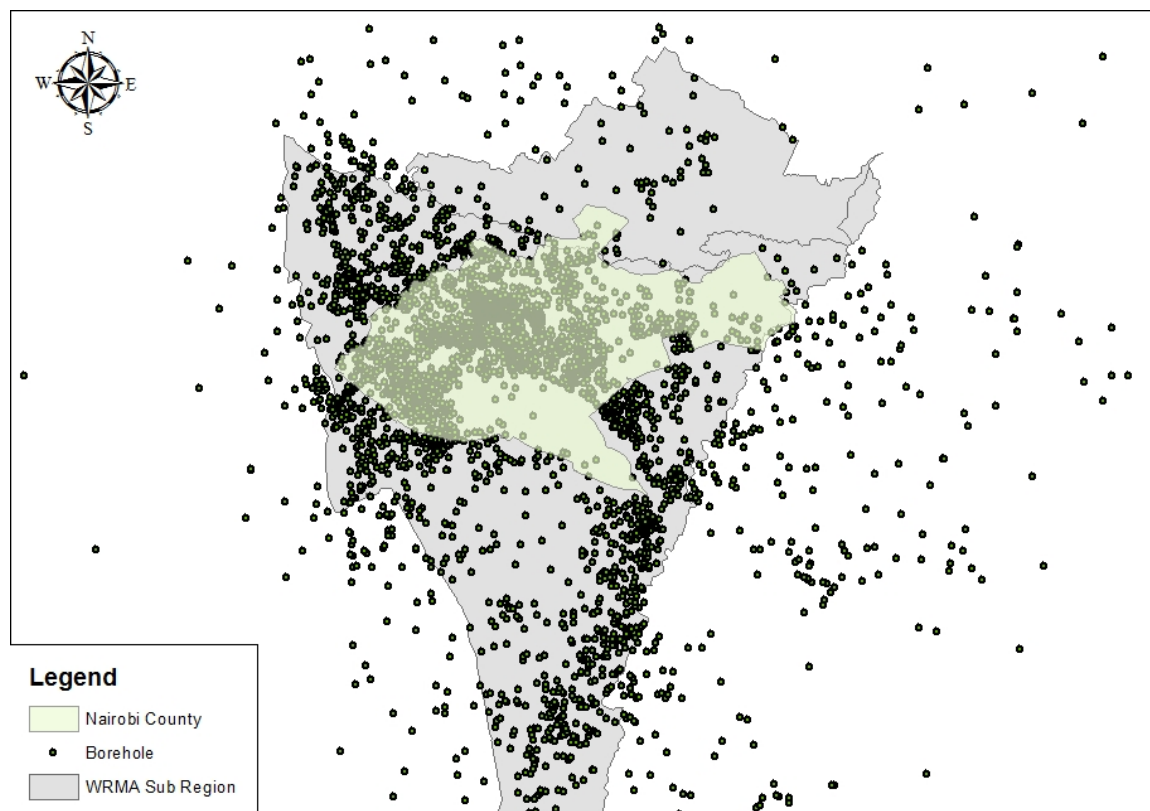 N
W E
S
Legend
Nairobi County
Borehole
WRMA Sub Region